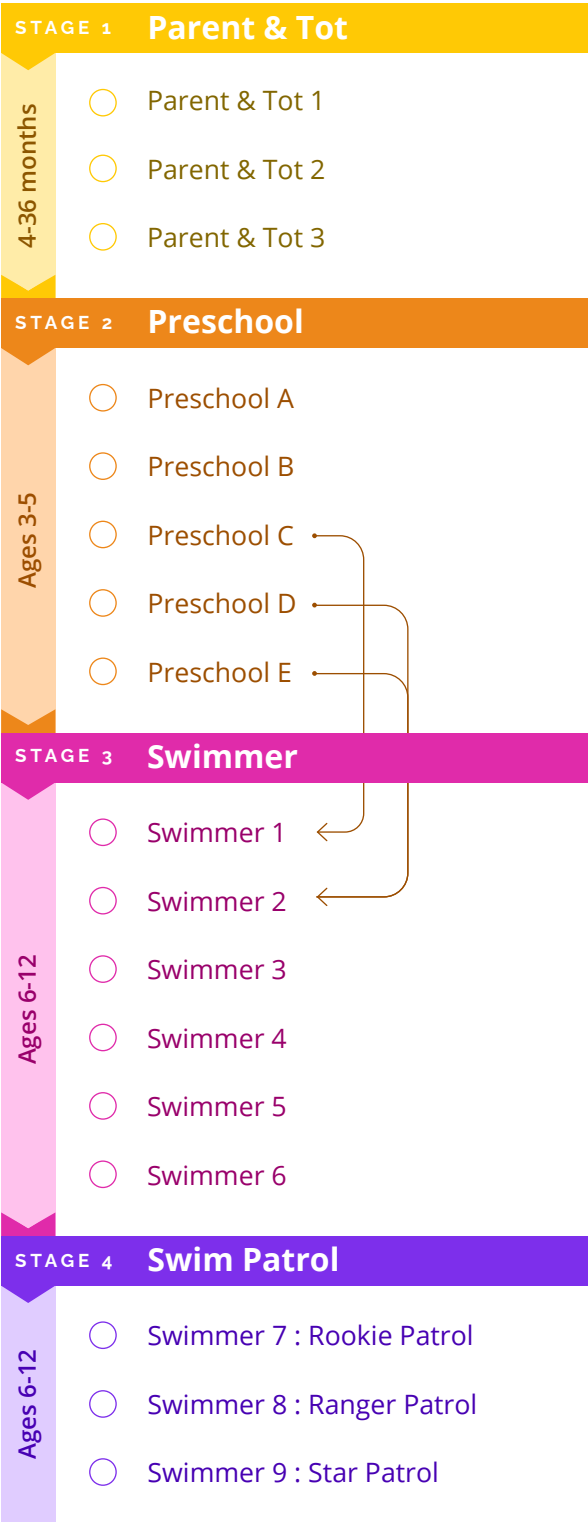 STAGE 1 Parent & Tot
4-36 months
Parent & Tot 1
Parent & Tot 2
Parent & Tot 3
STAGE 2 Preschool
Ages 3-5
Preschool A
Preschool B
Preschool C
Preschool D
Preschool E
STAGE 3 Swimmer
Ages 6-12
Swimmer 1
Swimmer 2
Swimmer 3
Swimmer 4
Swimmer 5
Swimmer 6
STAGE 4 Swim Patrol
Ages 6-12
Swimmer 7 : Rookie Patrol
Swimmer 8 : Ranger Patrol
Swimmer 9 : Star Patrol